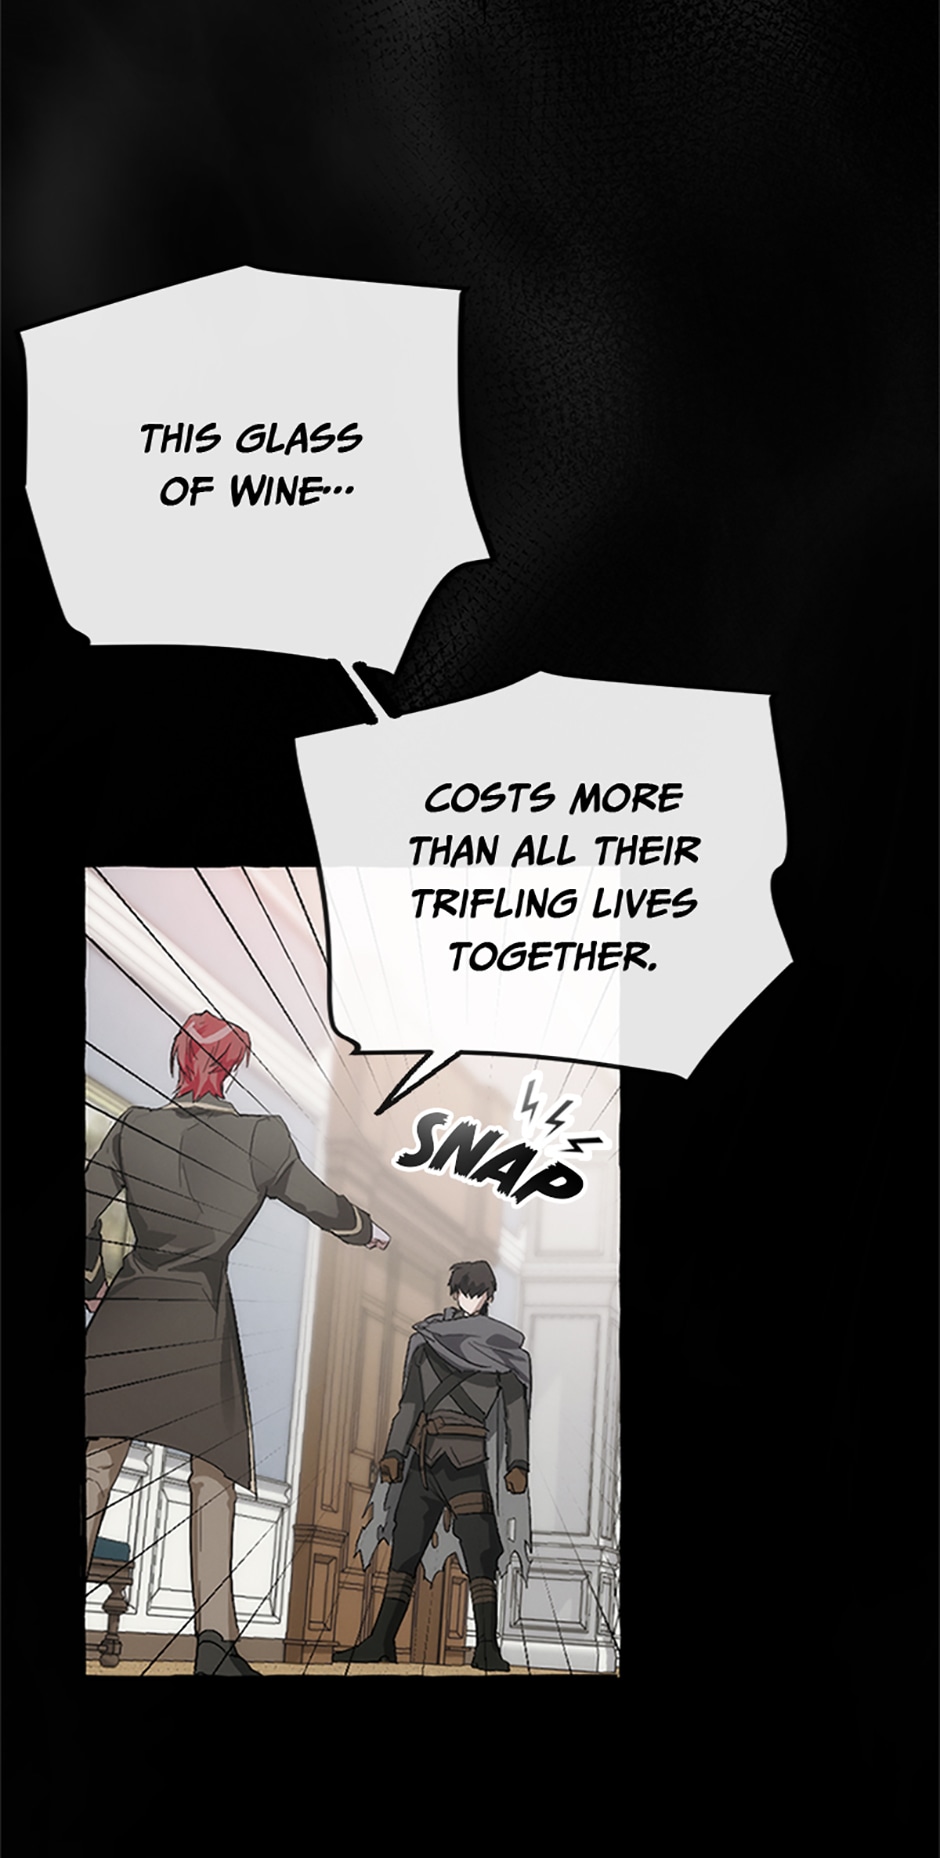 THIS GLASS
OF WINE...
COSTS MORE
THAN ALL THEIR
TRIFLING LIVES
TOGETHER.
SNAP